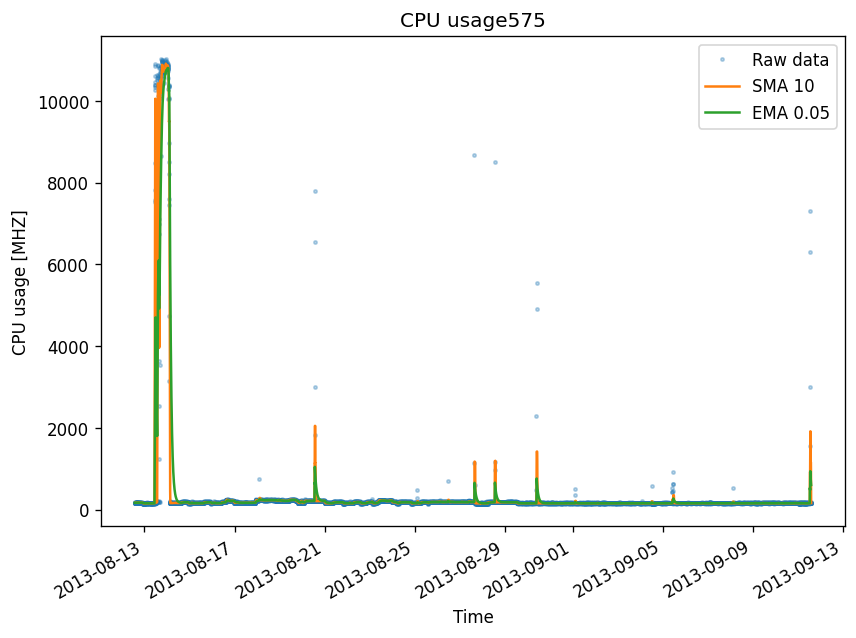 CPU usage575
Raw data
SMA 10
EMA 0.05
CPU usage [MHZ]
10000
8000
6000
4000
2000
0
2013-08-13
2013-08-17
2013-08-21
2013-08-25
2013-08-29
2013-09-01
2013-09-05
2013-09-09
2013-09-13
Time